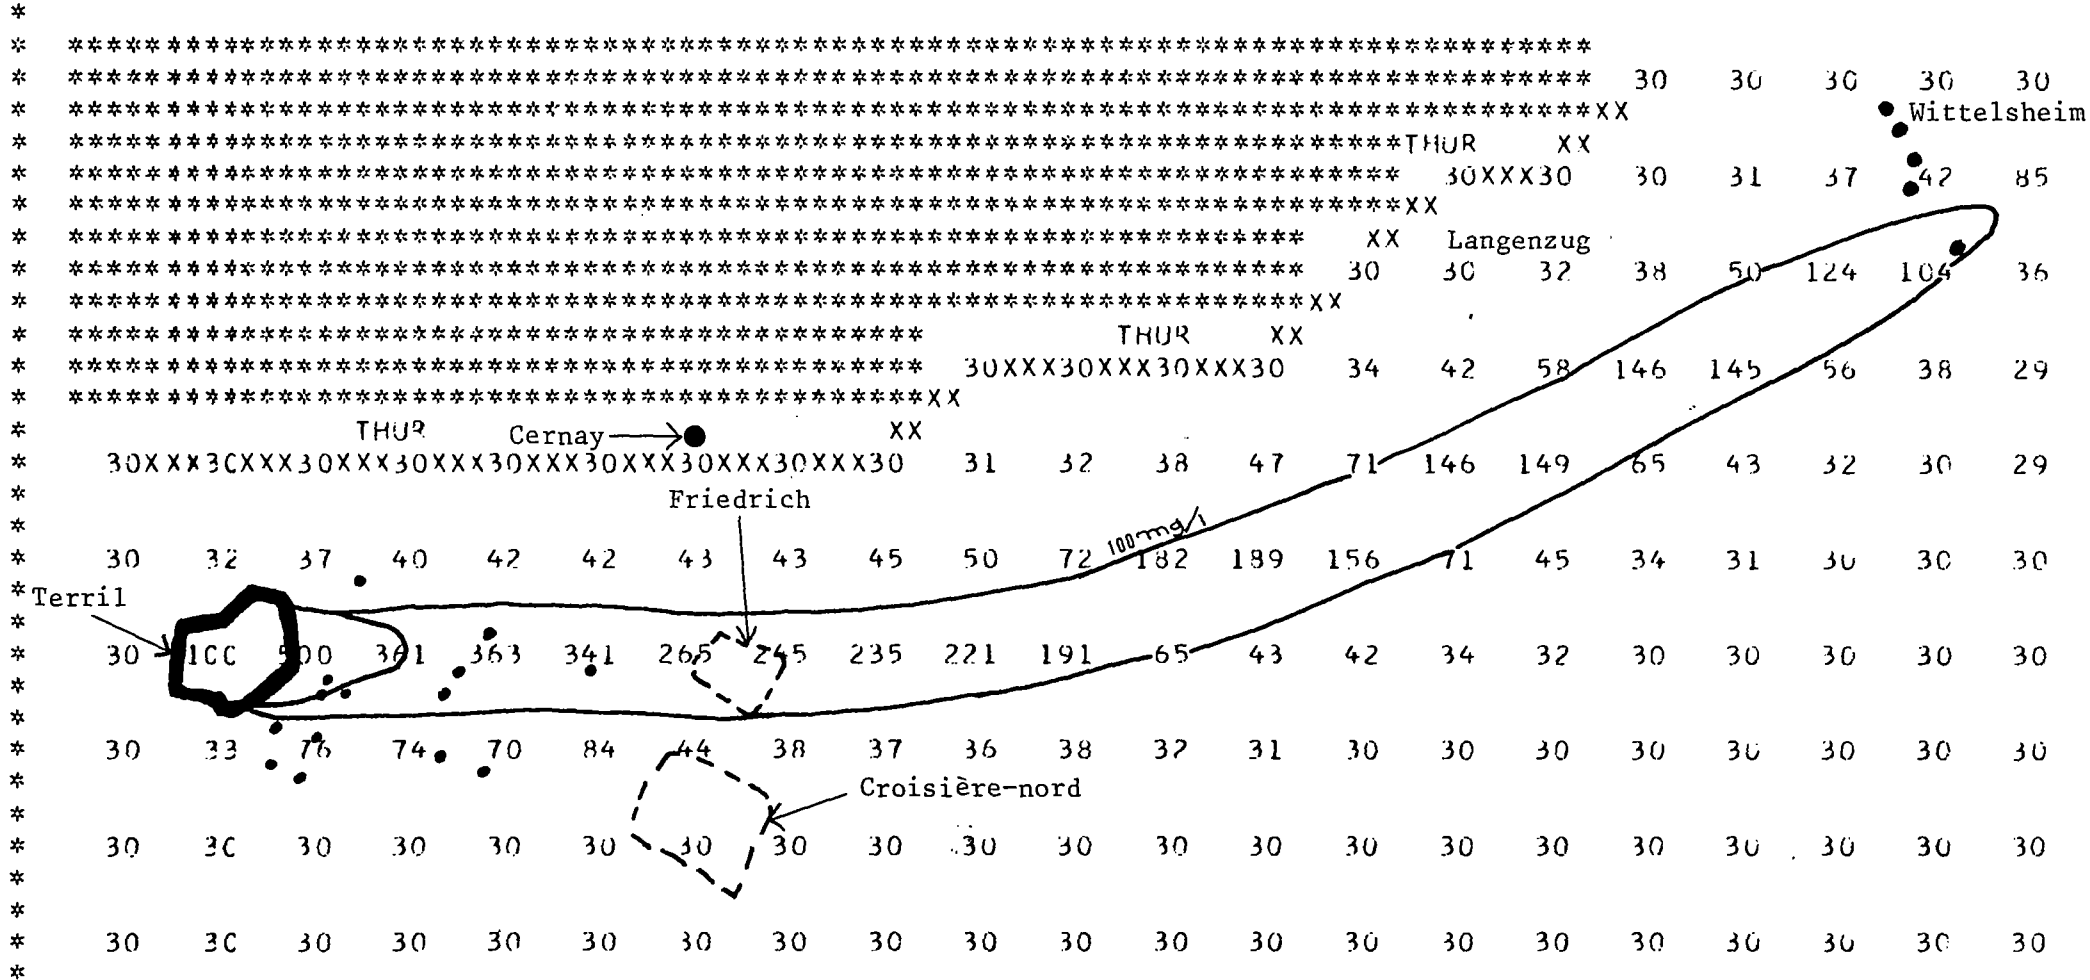 30 30 30 30 30
XX
Wittelsheim
THUR XX
30XXX30 30 31 37 42 85
XX
XX Langenzug
30 30 32 38 50 124 104 36
XX
THUR XX
30XXX30XXX30XXX30 34 42 58 146 145 56 38 29
XX
THUR Cernay XX
30XXX30XXX30XXX30XXX30XXX30XXX30XXX30XXX30 31 32 38 47 71 146 149 65 43 32 30 29
Friedrich
100 mg/l
30 32 37 40 42 42 43 43 45 50 72 182 189 156 71 45 34 31 30 30 30
Terril
30 100 500 361 363 341 265 245 235 221 191 65 43 42 34 32 30 30 30 30 30
30 33 76 74 70 84 44 38 37 36 38 32 31 30 30 30 30 30 30 30 30
Croisière-nord
30 30 30 30 30 30 30 30 30 30 30 30 30 30 30 30 30 30 30 30 30
30 30 30 30 30 30 30 30 30 30 30 30 30 30 30 30 30 30 30 30 30